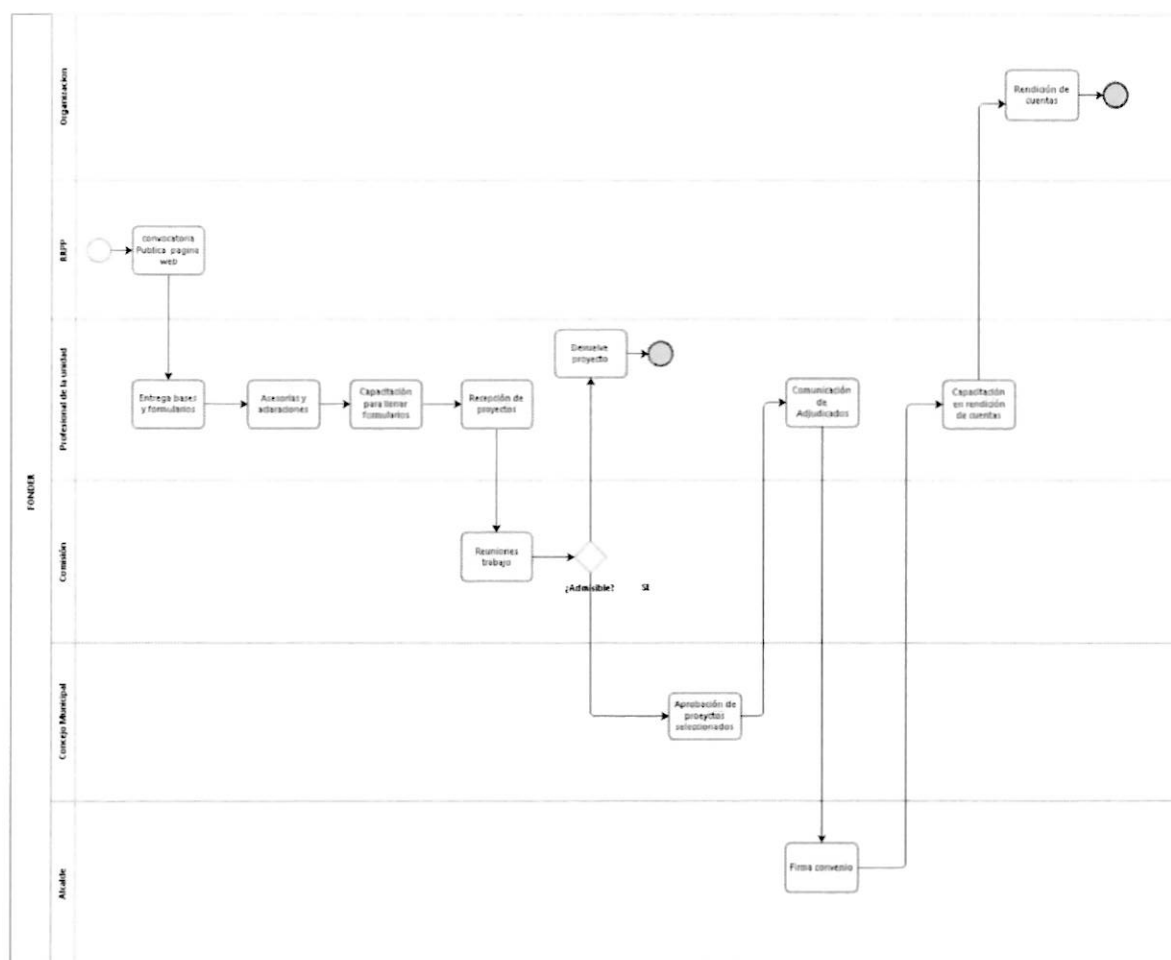 FONDER
Organizacion
Rendición de
cuentas
RRPP
convocatoria
Publica pagina
web
Profesional de la unidad
Entrega bases
y formularios
Asesorías y
aclaraciones
Capacitación
para llenar
formularios
Recepción de
proyectos
Devuelve
proyecto
Comunicación
de
Adjudicados
Capacitación
en rendición
de cuentas
Comisión
Reuniones
trabajo
¿Admisible?
SI
Concejo Municipal
Aprobación de
proeyctos
seleccionados
Alcalde
Firma convenio